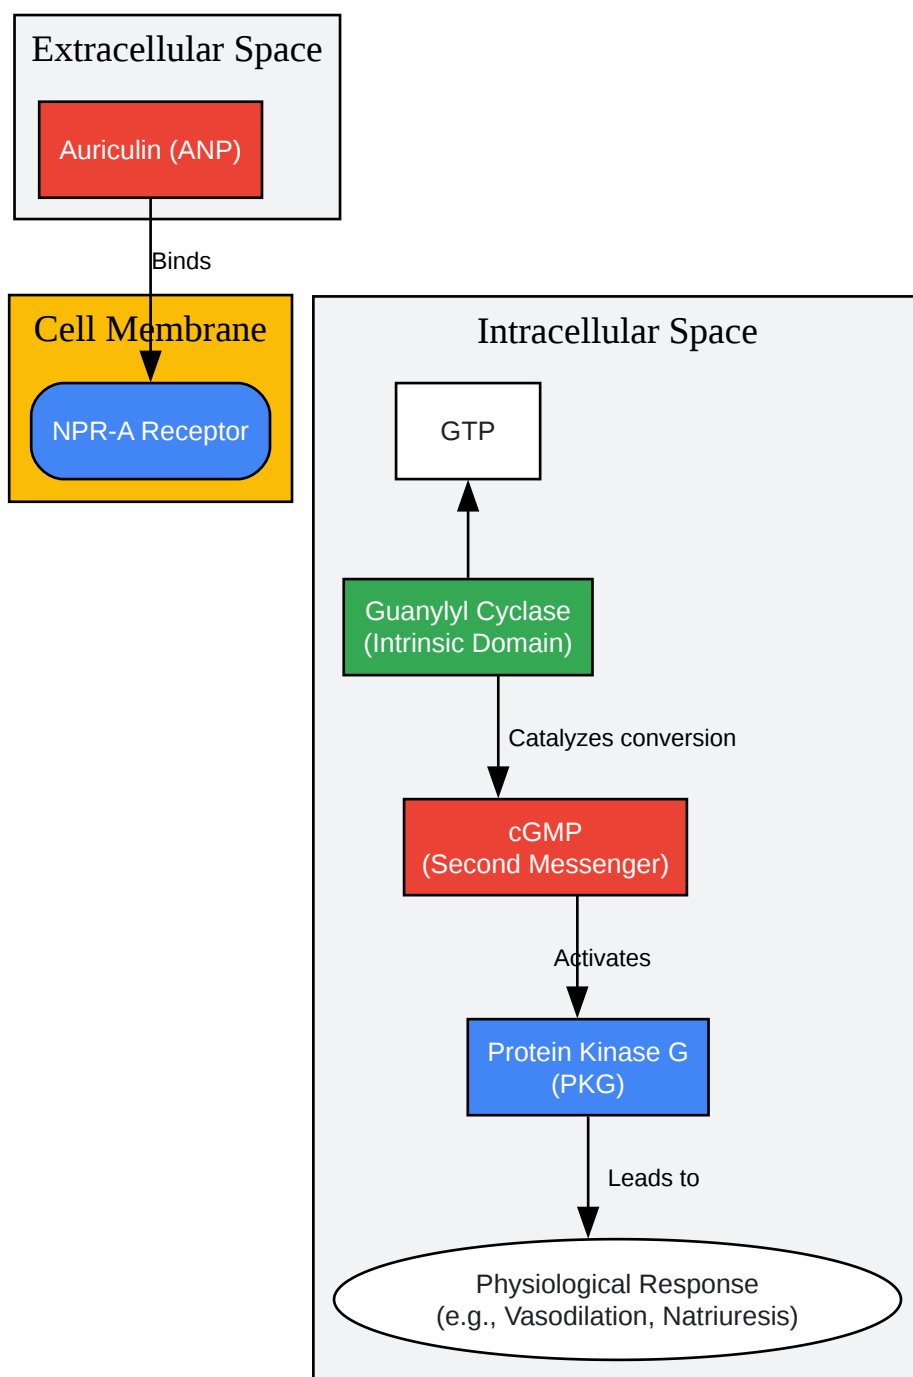 Extracellular Space
Auriculin (ANP)
Binds
Cell Membrane
NPR-A Receptor
Intracellular Space
GTP
Guanylyl Cyclase
(Intrinsic Domain)
Catalyzes conversion
cGMP
(Second Messenger)
Activates
Protein Kinase G
(PKG)
Leads to
Physiological Response
(e.g., Vasodilation, Natriuresis)